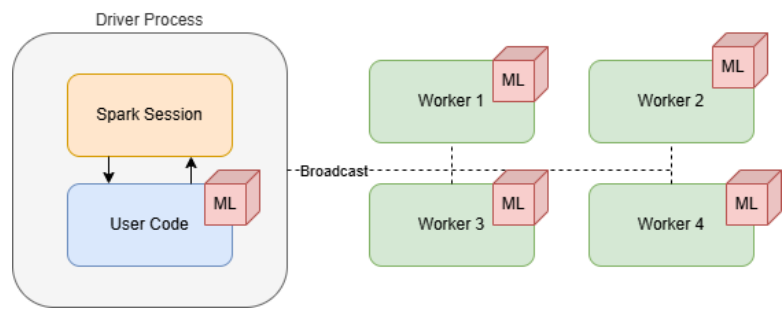 Driver Process
Spark Session
User Code
ML
Broadcast
Worker 1
ML
Worker 2
ML
Worker 3
ML
Worker 4
ML